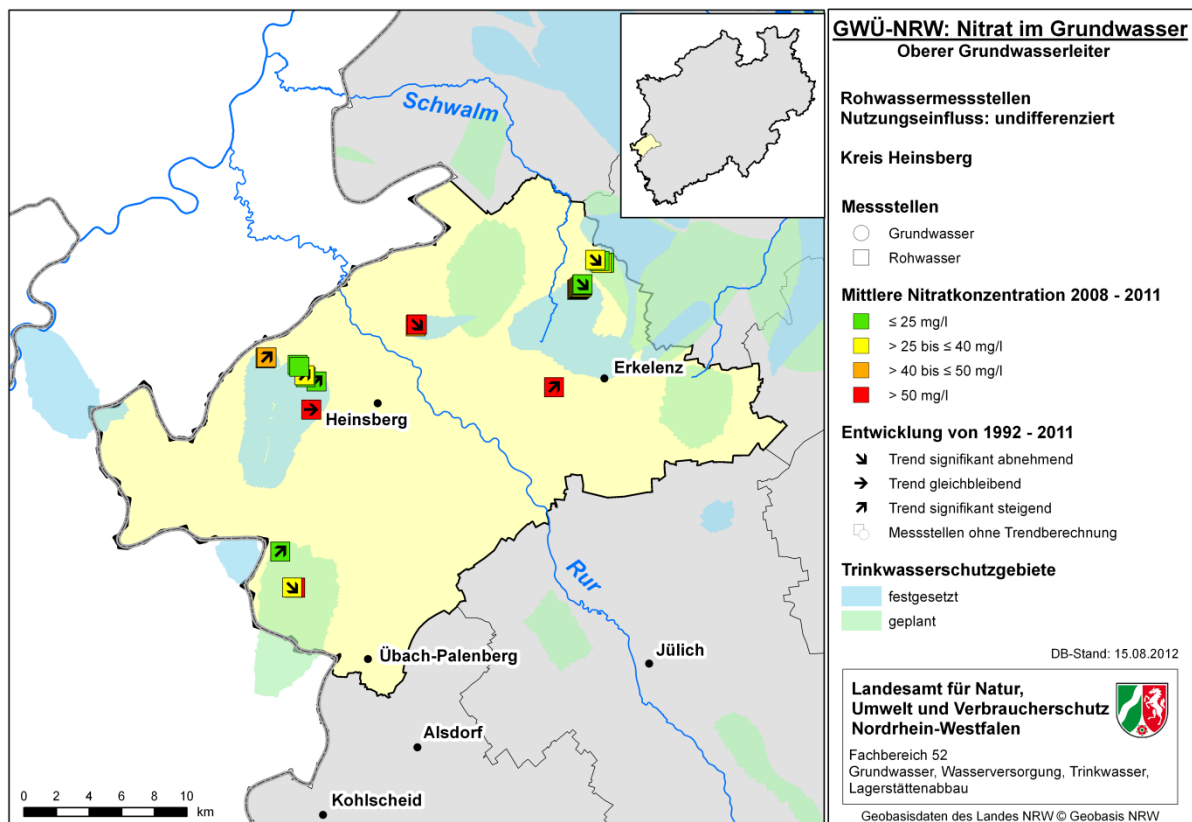 GWÜ-NRW: Nitrat im Grundwasser
Oberer Grundwasserleiter
Rohwassermessstellen
Nutzungseinfluss: undifferenziert
Kreis Heinsberg
Messstellen
Grundwasser
Rohwasser
Mittlere Nitratkonzentration 2008 - 2011
≤ 25 mg/l
> 25 bis ≤ 40 mg/l
> 40 bis ≤ 50 mg/l
> 50 mg/l
Entwicklung von 1992 - 2011
Trend signifikant abnehmend
Trend gleichbleibend
Trend signifikant steigend
Messstellen ohne Trendberechnung
Trinkwasserschutzgebiete
festgesetzt
geplant
DB-Stand: 15.08.2012
Landesamt für Natur,
Umwelt und Verbraucherschutz
Nordrhein-Westfalen
Fachbereich 52
Grundwasser, Wasserversorgung, Trinkwasser,
Lagerstättenabbau
Geobasisdaten des Landes NRW © Geobasis NRW
Schwalm
Erkelenz
Heinsberg
Rur
Übach-Palenberg
Jülich
Alsdorf
Kohlscheid
0 2 4 6 8 10
km